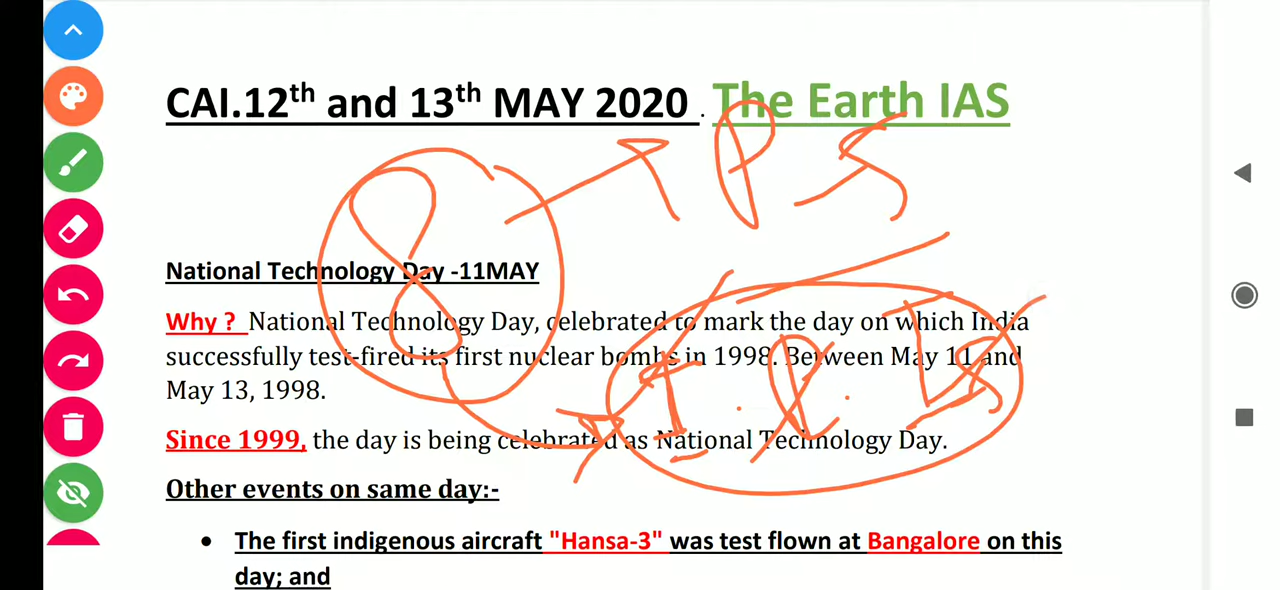 CAI.12th and 13th MAY 2020 . The Earth IAS
8
P S
National Technology Day -11MAY
Why ? National Technology Day, celebrated to mark the day on which India
successfully test-fired its first nuclear bombs in 1998. Between May 11 and
May 13, 1998.
Since 1999, the day is being celebrated as National Technology Day.
Other events on same day:-
• The first indigenous aircraft "Hansa-3" was test flown at Bangalore on this
day; and